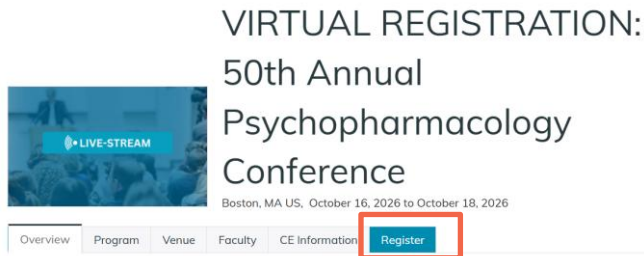 VIRTUAL REGISTRATION:
50th Annual
Psychopharmacology
Conference
LIVE-STREAM
Boston, MA US, October 16, 2026 to October 18, 2026
Overview Program Venue Faculty CE Information Register